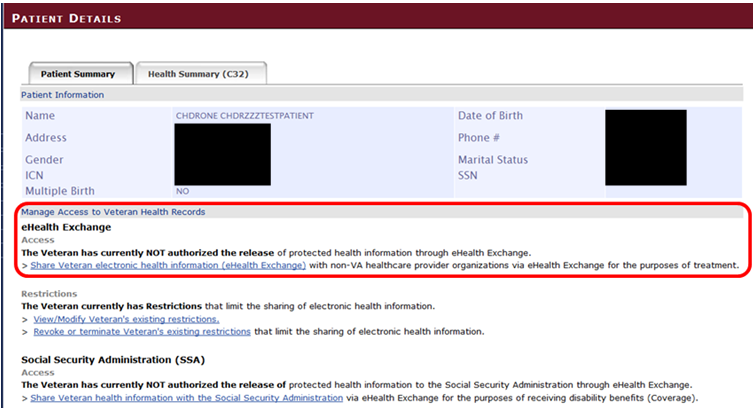 PATIENT DETAILS
Patient Summary Health Summary (C32)
Patient Information
Name CHDRONE CHDRZZZTESTPATIENT Date of Birth
Address Phone #
Gender Marital Status
ICN SSN
Multiple Birth NO
Manage Access to Veteran Health Records
eHealth Exchange
Access
The Veteran has currently NOT authorized the release of protected health information through eHealth Exchange.
> Share Veteran electronic health information (eHealth Exchange) with non-VA healthcare provider organizations via eHealth Exchange for the purposes of treatment.
Restrictions
The Veteran currently has Restrictions that limit the sharing of electronic health information.
> View/Modify Veteran's existing restrictions.
> Revoke or terminate Veteran's existing restrictions that limit the sharing of electronic health information.
Social Security Administration (SSA)
Access
The Veteran has currently NOT authorized the release of protected health information to the Social Security Administration through eHealth Exchange.
> Share Veteran health information with the Social Security Administration via eHealth Exchange for the purposes of receiving disability benefits (Coverage).